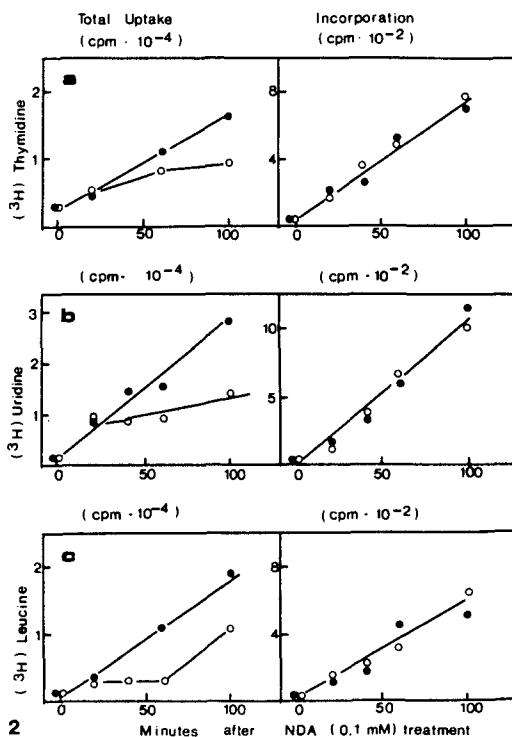 Total Uptake Incorporation
(cpm · 10-4) (cpm · 10-2)
a
2
1
8
4
(3H) Thymidine
0 50 100 0 50 100
(cpm- 10-4) (cpm · 10-2)
b
3
2
1
0
10
5
(3H) Uridine
0 50 100 0 50 100
(cpm · 10-4) (cpm · 10-2)
c
2
1
8
4
(3H) Leucine
0 50 100 0 50 100
2 Minutes after NDA (0,1 mM) treatment